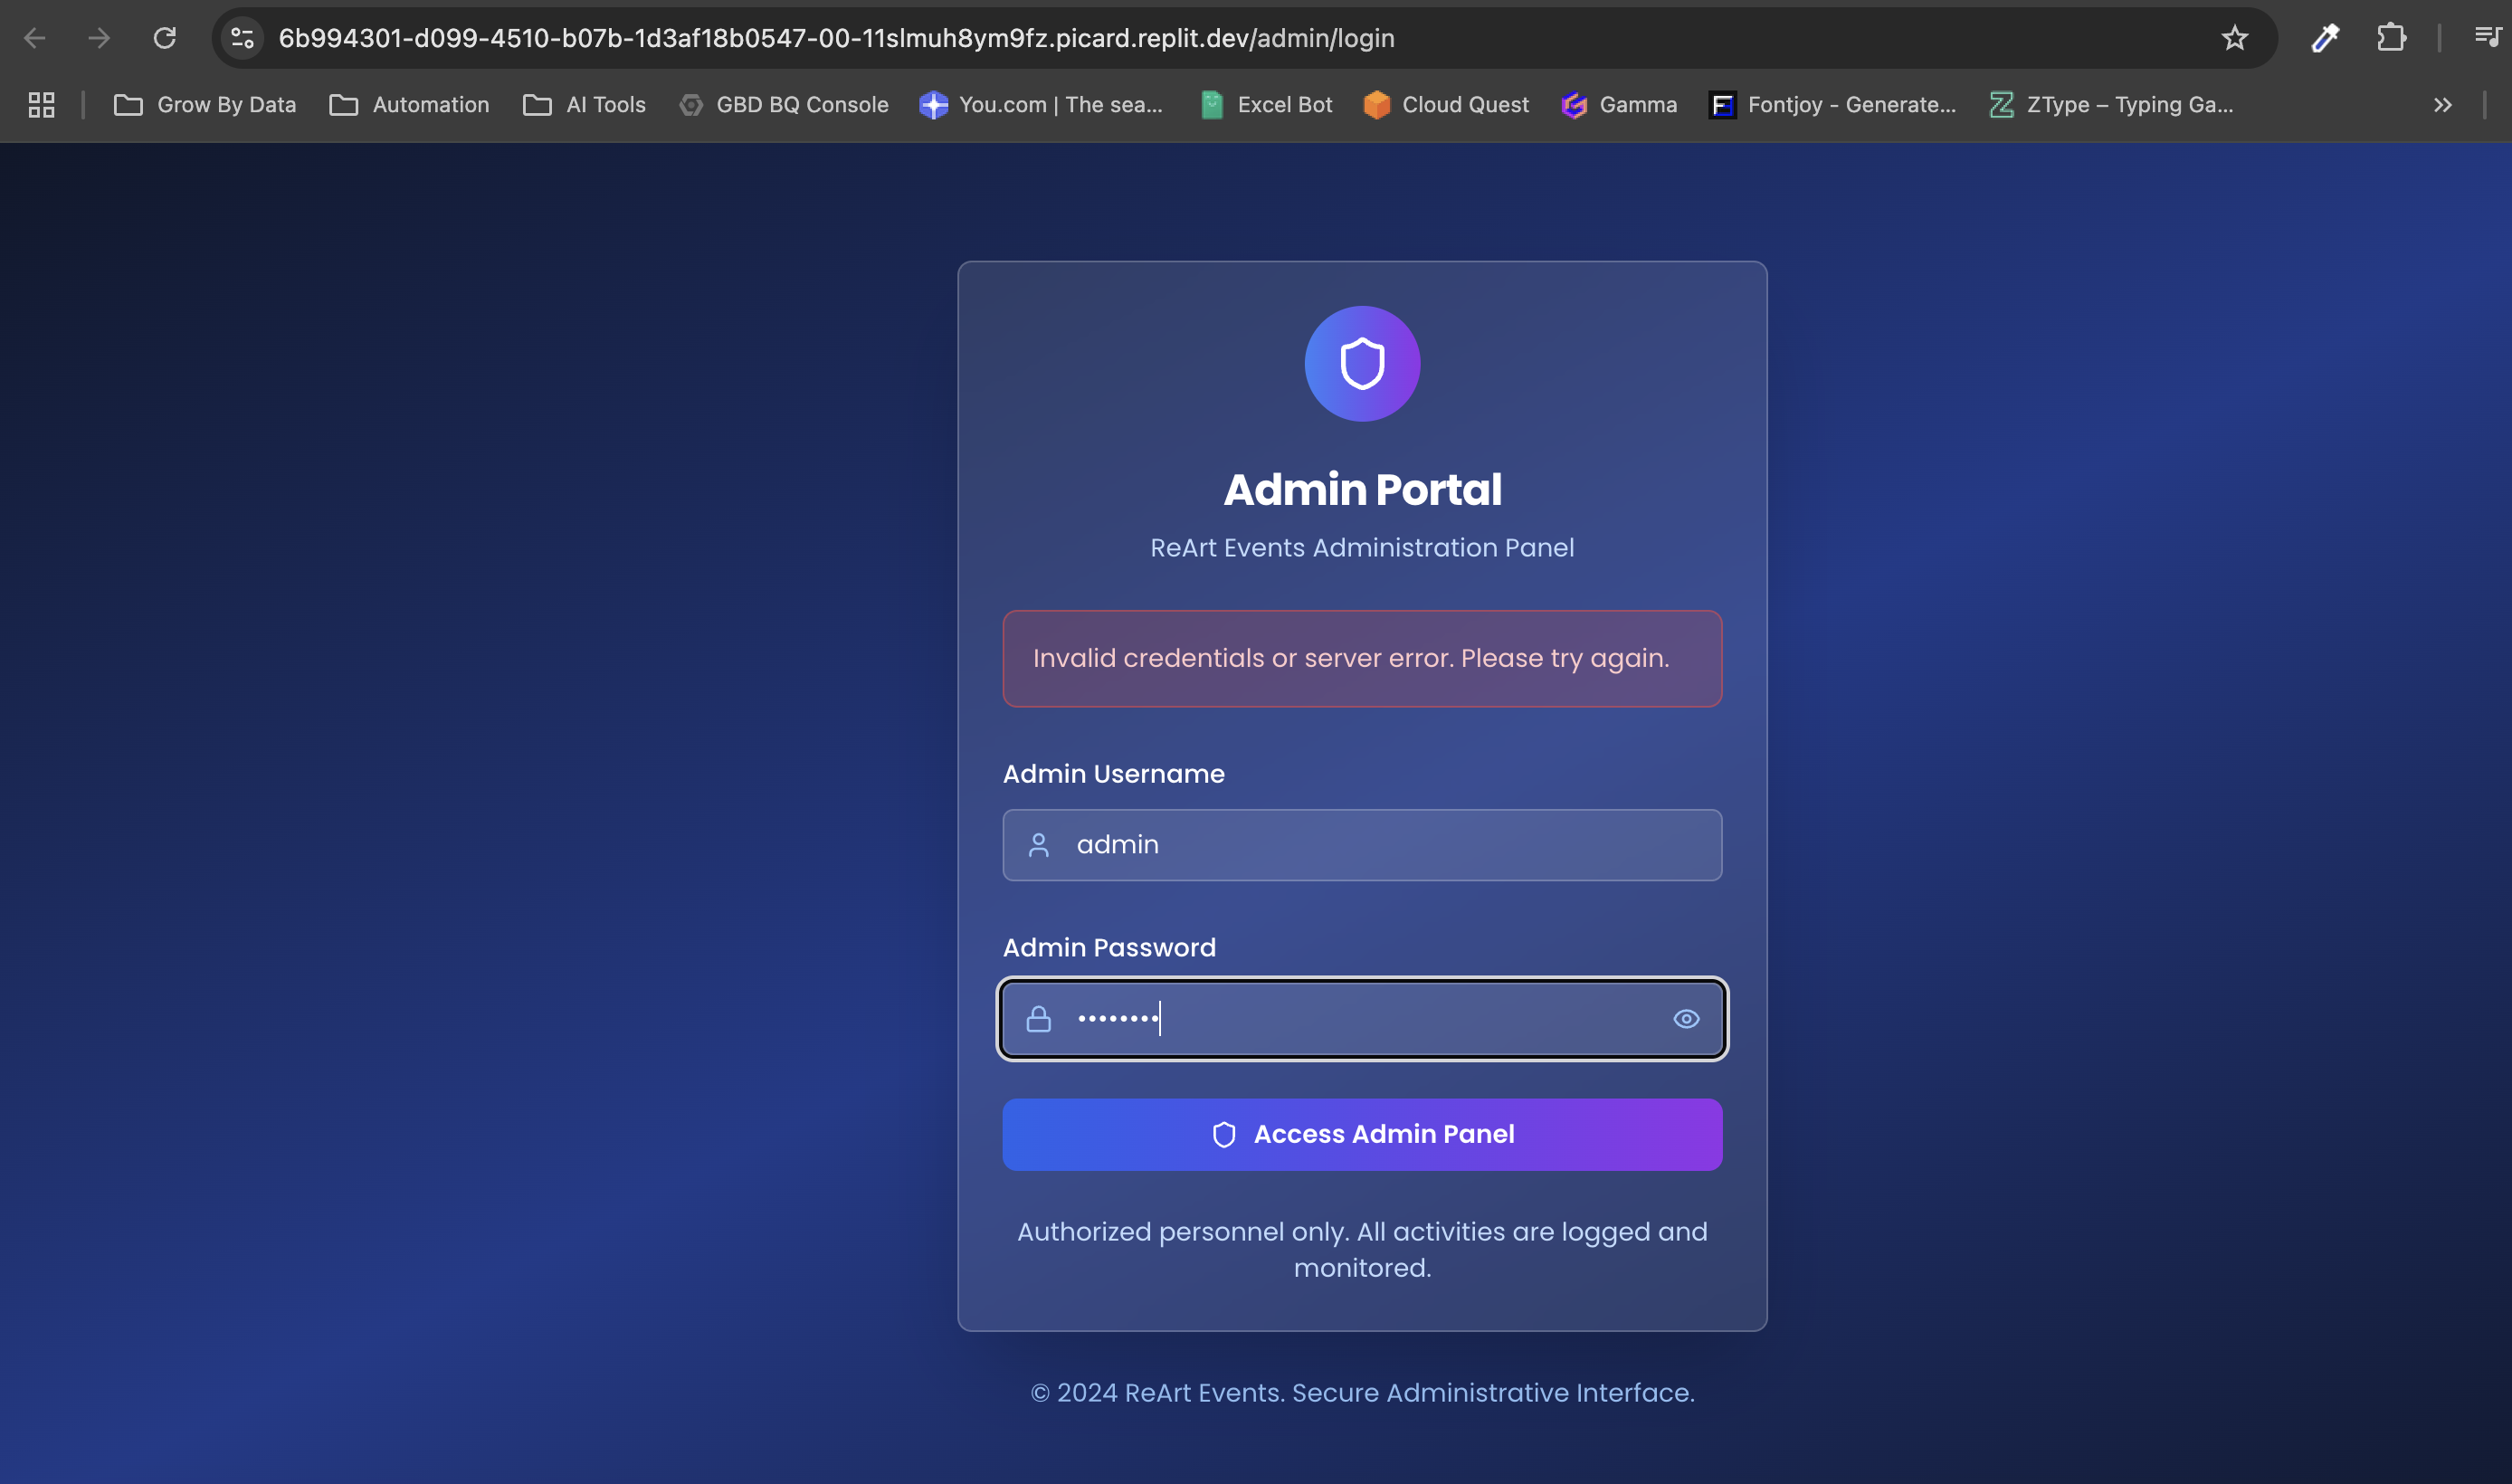 6b994301-d099-4510-b07b-1d3af18b0547-00-11slmuh8ym9fz.picard.replit.dev/admin/login
Grow By Data Automation AI Tools GBD BQ Console You.com | The sea... Excel Bot Cloud Quest Gamma Fontjoy - Generate... ZType – Typing Ga...
Admin Portal
ReArt Events Administration Panel
Invalid credentials or server error. Please try again.
Admin Username
admin
Admin Password
••••••••
Access Admin Panel
Authorized personnel only. All activities are logged and
monitored.
© 2024 ReArt Events. Secure Administrative Interface.